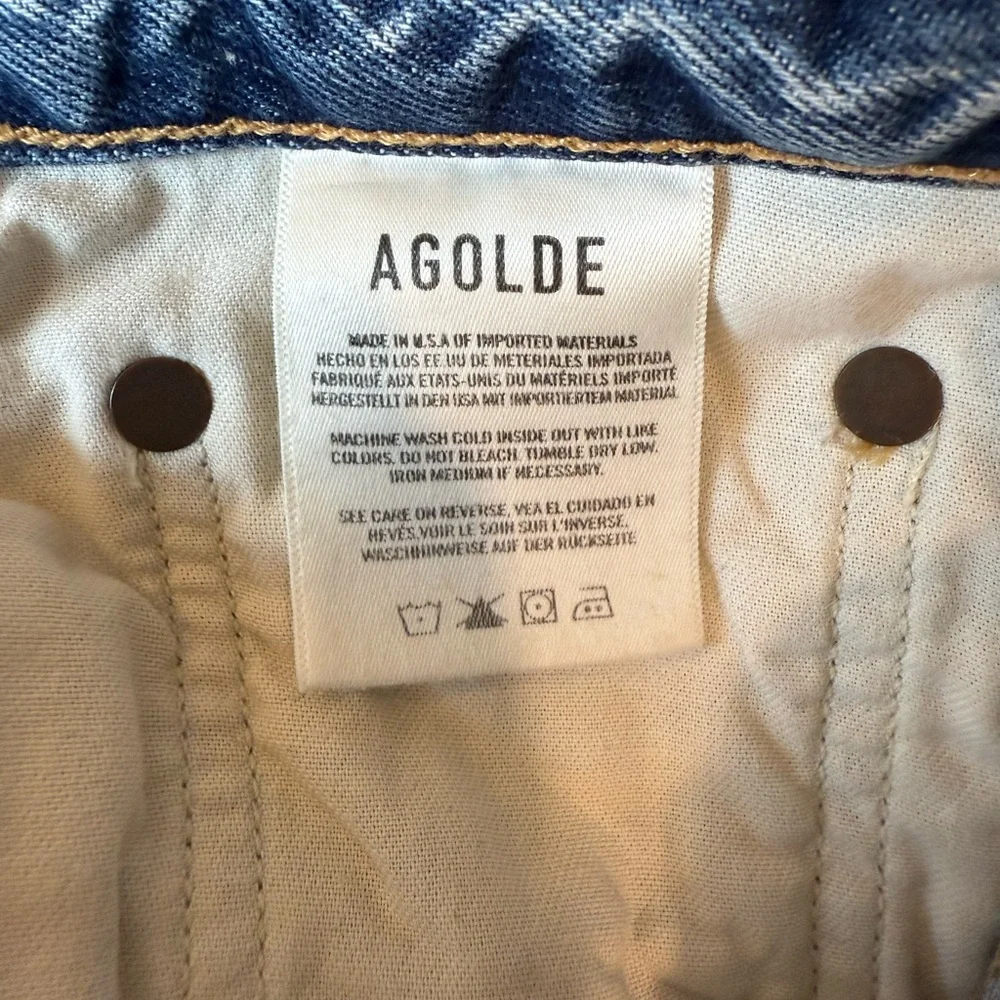 AGOLDE
MADE IN U.S.A OF IMPORTED MATERIALS
HECHO EN LOS EE.UU DE METERIALES IMPORTADA
FABRIQUÉ AUX ETATS-UNIS DU MATÉRIELS IMPORTÉ
HERGESTELLT IN DEN USA MIT IMPORTIERTEM MATERIAL
MACHINE WASH COLD INSIDE OUT WITH LIKE
COLORS. DO NOT BLEACH. TUMBLE DRY LOW.
IRON MEDIUM IF NECESSARY.
SEE CARE ON REVERSE, VEA EL CUIDADO EN
REVÉS, VOIR LE SOIN SUR L'INVERSE,
WASCHHINWEISE AUF DER RÜCKSEITE